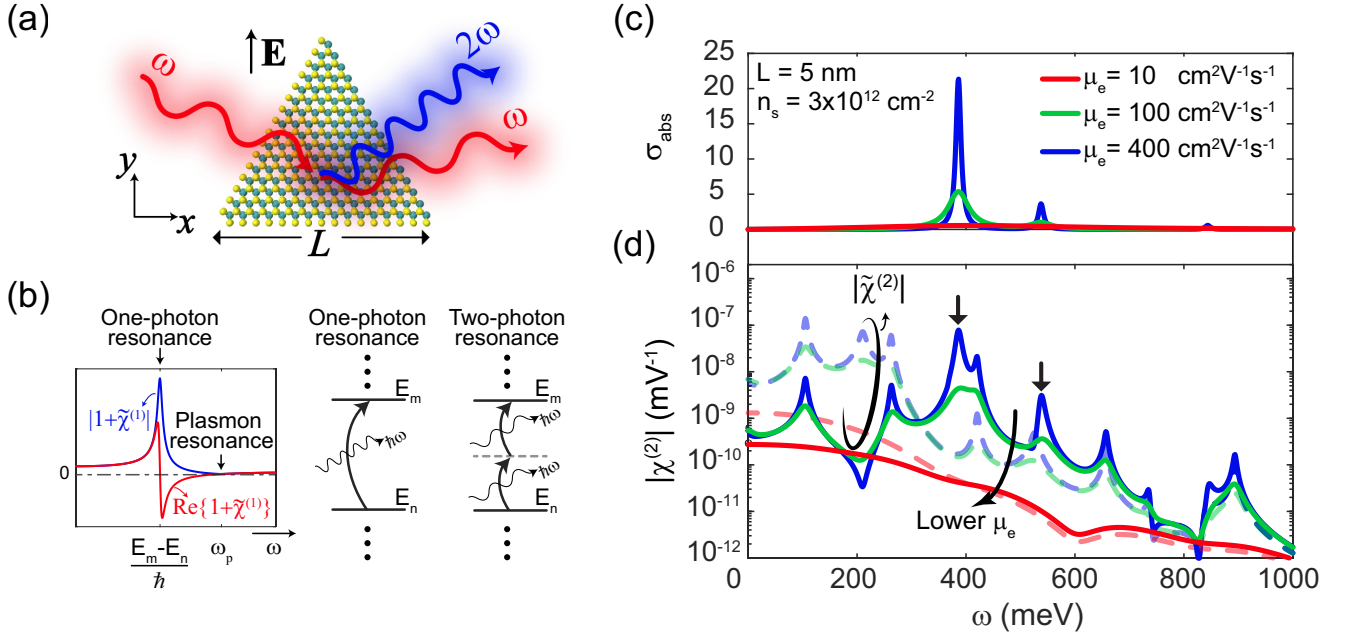 (a)
E
ω
2ω
ω
y
x
L
(b)
One-photon
resonance
|1+χ̃⁽¹⁾|
Plasmon
resonance
0
Re{1+χ̃⁽¹⁾}
Eₘ-Eₙ
ħ
ωₚ
ω
One-photon
resonance
Eₘ
ħω
Eₙ
Two-photon
resonance
Eₘ
ħω
ħω
Eₙ
(c)
25
20
15
10
5
0
σabs
L = 5 nm
nₛ = 3x10¹² cm⁻²
μₑ= 10 cm²V⁻¹s⁻¹
μₑ= 100 cm²V⁻¹s⁻¹
μₑ= 400 cm²V⁻¹s⁻¹
(d)
10⁻⁶
10⁻⁷
10⁻⁸
10⁻⁹
10⁻¹⁰
10⁻¹¹
10⁻¹²
|χ⁽²⁾| (mV⁻¹)
|χ̃⁽²⁾|
Lower μₑ
0 200 400 600 800 1000
ω (meV)